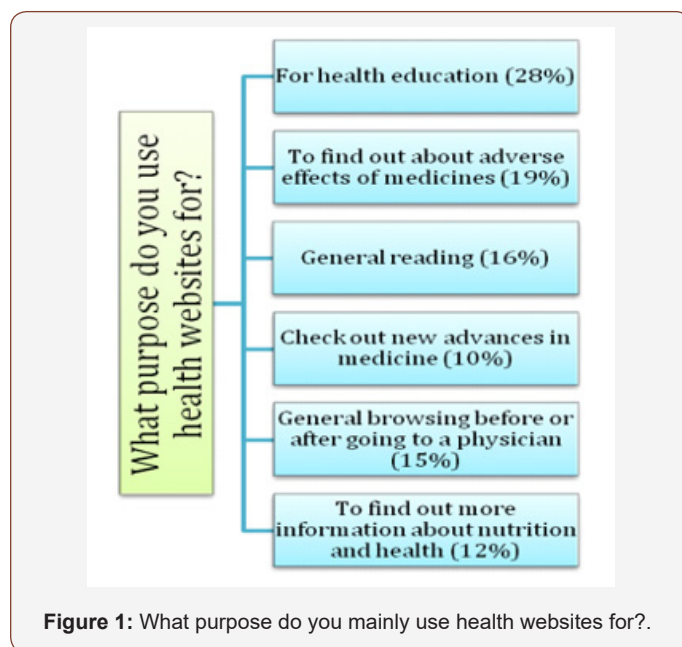 What purpose do you use
health websites for?
For health education (28%)
To find out about adverse
effects of medicines (19%)
General reading (16%)
Check out new advances in
medicine (10%)
General browsing before or
after going to a physician
(15%)
To find out more
information about nutrition
and health (12%)
Figure 1: What purpose do you mainly use health websites for?.